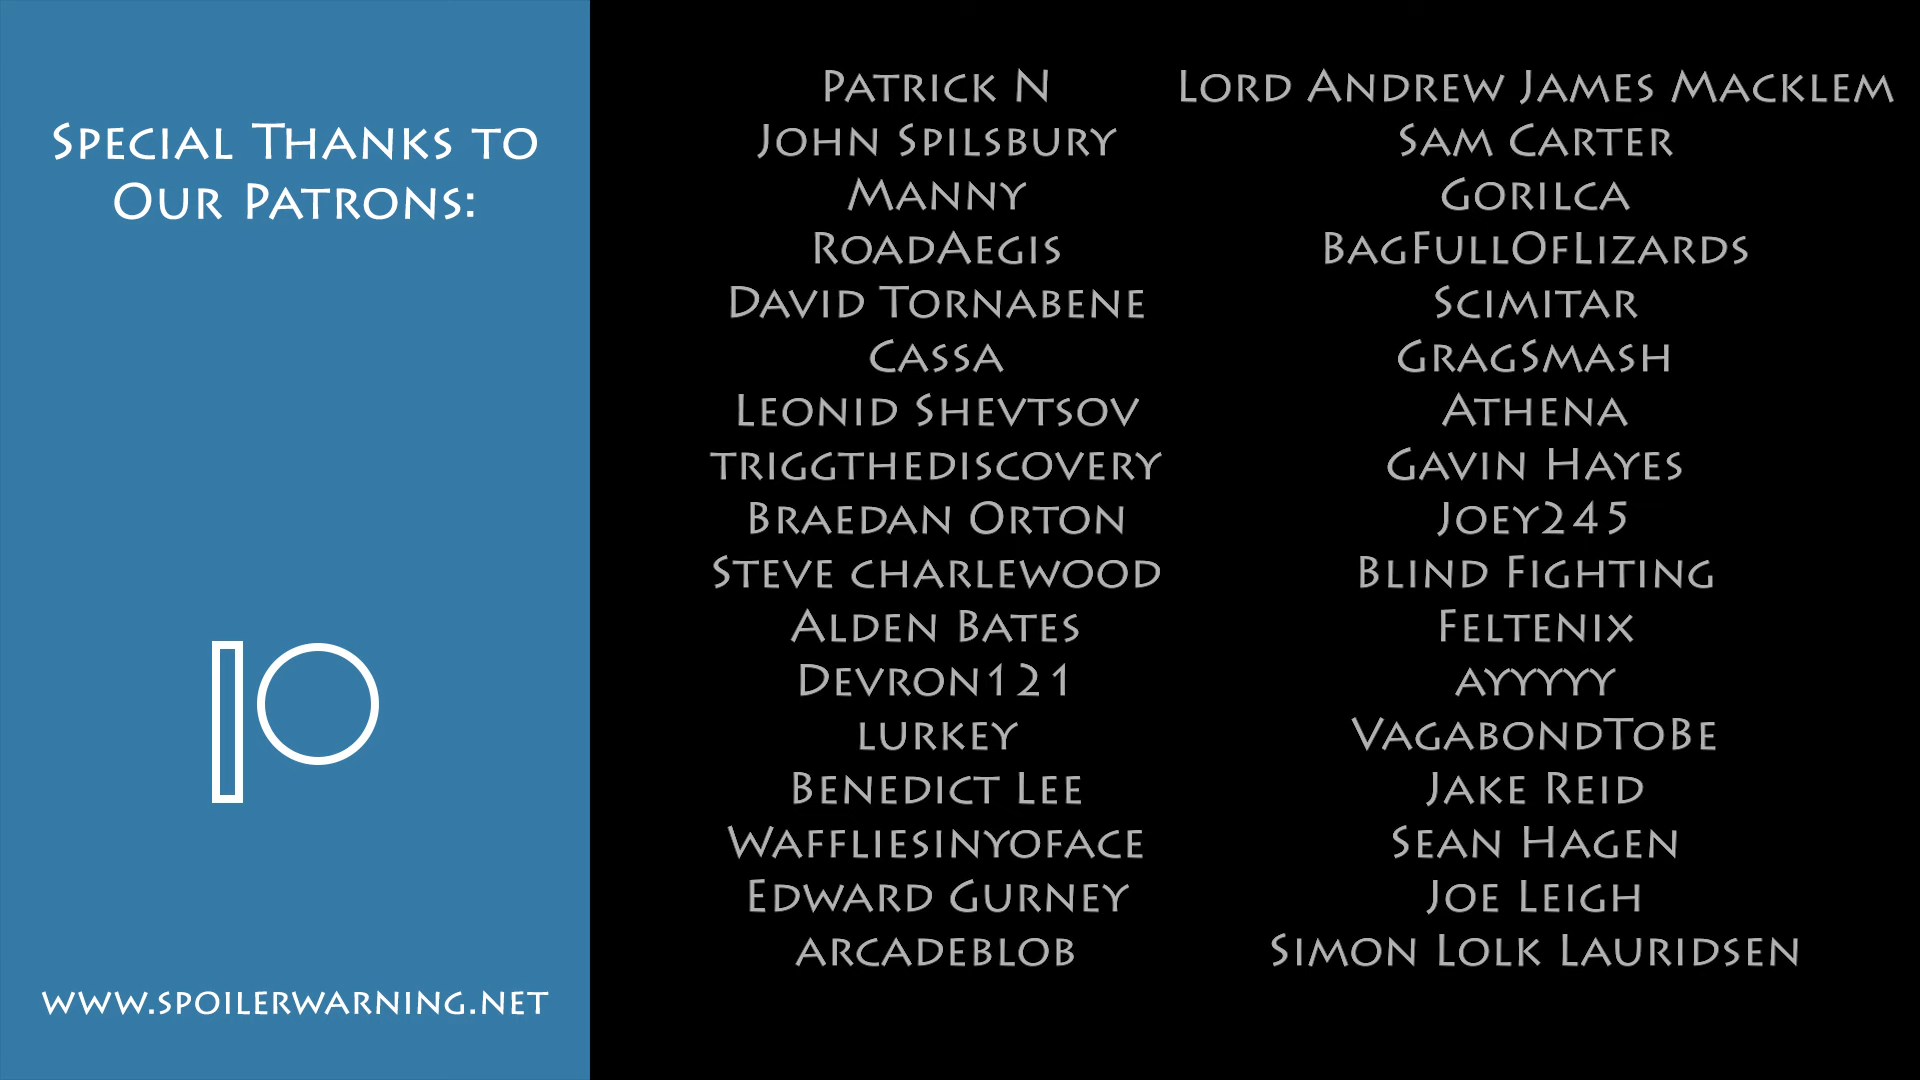 Special Thanks to
Our Patrons:
www.spoilerwarning.net
Patrick N
John Spilsbury
Manny
RoadAegis
David Tornabene
Cassa
Leonid Shevtsov
triggthediscovery
Braedan Orton
Steve charlewood
Alden Bates
Devron121
lurkey
Benedict Lee
Waffliesinyoface
Edward Gurney
arcadeblob
Lord Andrew James Macklem
Sam Carter
Gorilca
BagFullOfLizards
Scimitar
GragSmash
Athena
Gavin Hayes
Joey245
Blind Fighting
Feltenix
ayyyyy
VagabondToBe
Jake Reid
Sean Hagen
Joe Leigh
Simon Lolk Lauridsen